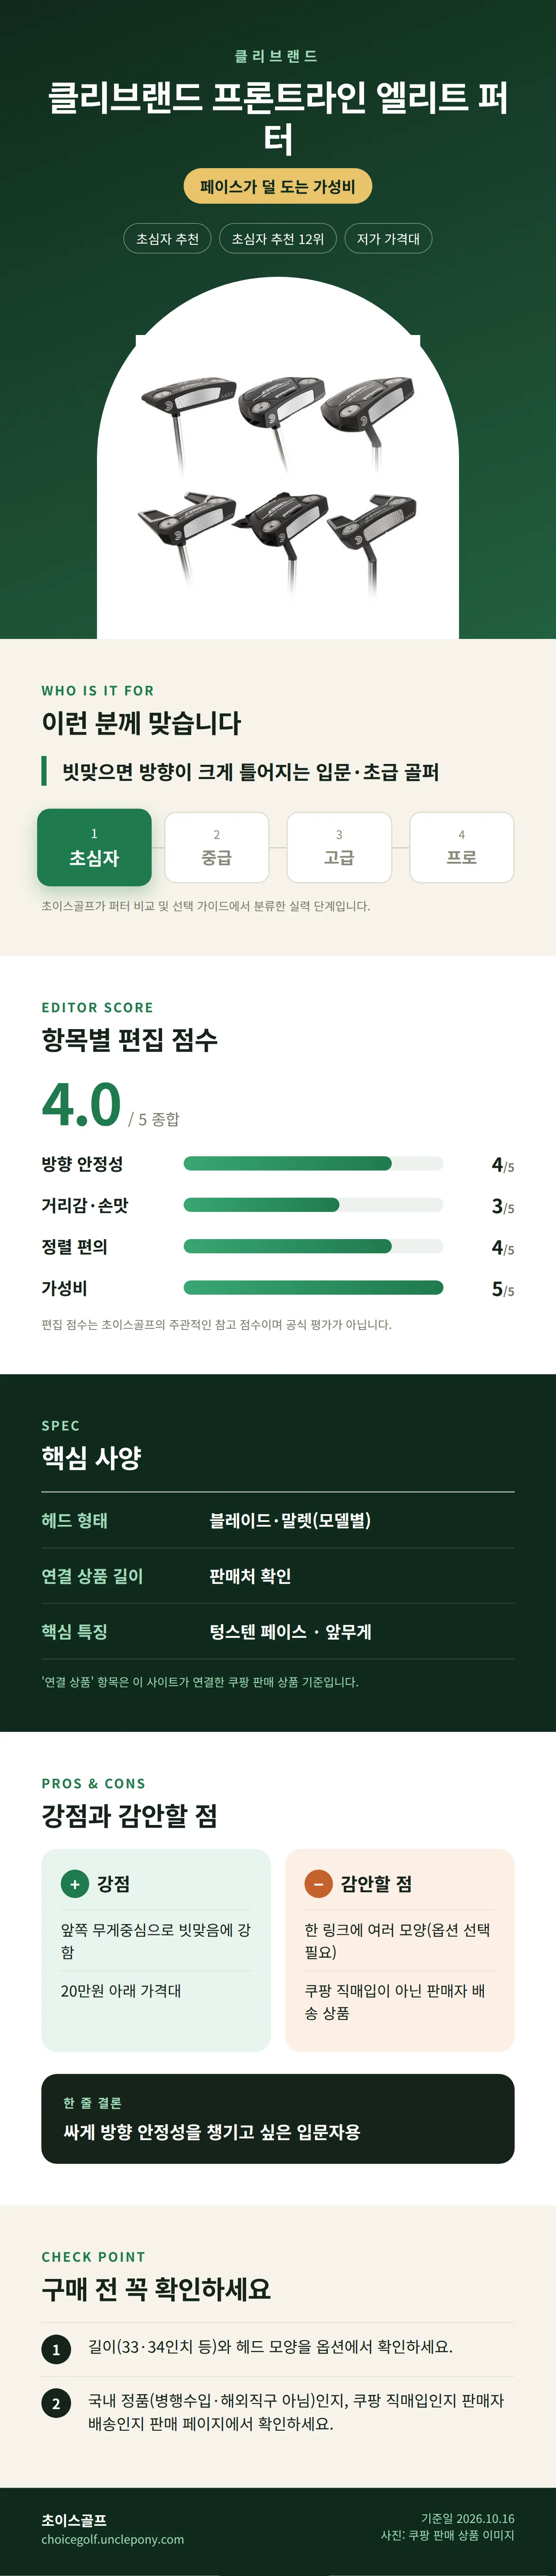 클리브랜드
클리브랜드 프론트라인 엘리트 퍼
터
페이스가 덜 도는 가성비
초심자 추천
초심자 추천 12위
저가 가격대
WHO IS IT FOR
이런 분께 맞습니다
빗맞으면 방향이 크게 틀어지는 입문·초급 골퍼
1
초심자
2
중급
3
고급
4
프로
초이스골프가 퍼터 비교 및 선택 가이드에서 분류한 실력 단계입니다.
EDITOR SCORE
항목별 편집 점수
4.0 / 5 종합
방향 안정성 4/5
거리감·손맛 3/5
정렬 편의 4/5
가성비 5/5
편집 점수는 초이스골프의 주관적인 참고 점수이며 공식 평가가 아닙니다.
SPEC
핵심 사양
헤드 형태 블레이드·말렛(모델별)
연결 상품 길이 판매처 확인
핵심 특징 텅스텐 페이스 · 앞무게
'연결 상품' 항목은 이 사이트가 연결한 쿠팡 판매 상품 기준입니다.
PROS & CONS
강점과 감안할 점
+ 강점
앞쪽 무게중심으로 빗맞음에 강
함
20만원 아래 가격대
− 감안할 점
한 링크에 여러 모양(옵션 선택
필요)
쿠팡 직매입이 아닌 판매자 배
송 상품
한 줄 결론
싸게 방향 안정성을 챙기고 싶은 입문자용
CHECK POINT
구매 전 꼭 확인하세요
1 길이(33·34인치 등)와 헤드 모양을 옵션에서 확인하세요.
2 국내 정품(병행수입·해외직구 아님)인지, 쿠팡 직매입인지 판매자
배송인지 판매 페이지에서 확인하세요.
초이스골프
choicegolf.unclepony.com
기준일 2026.10.16
사진: 쿠팡 판매 상품 이미지